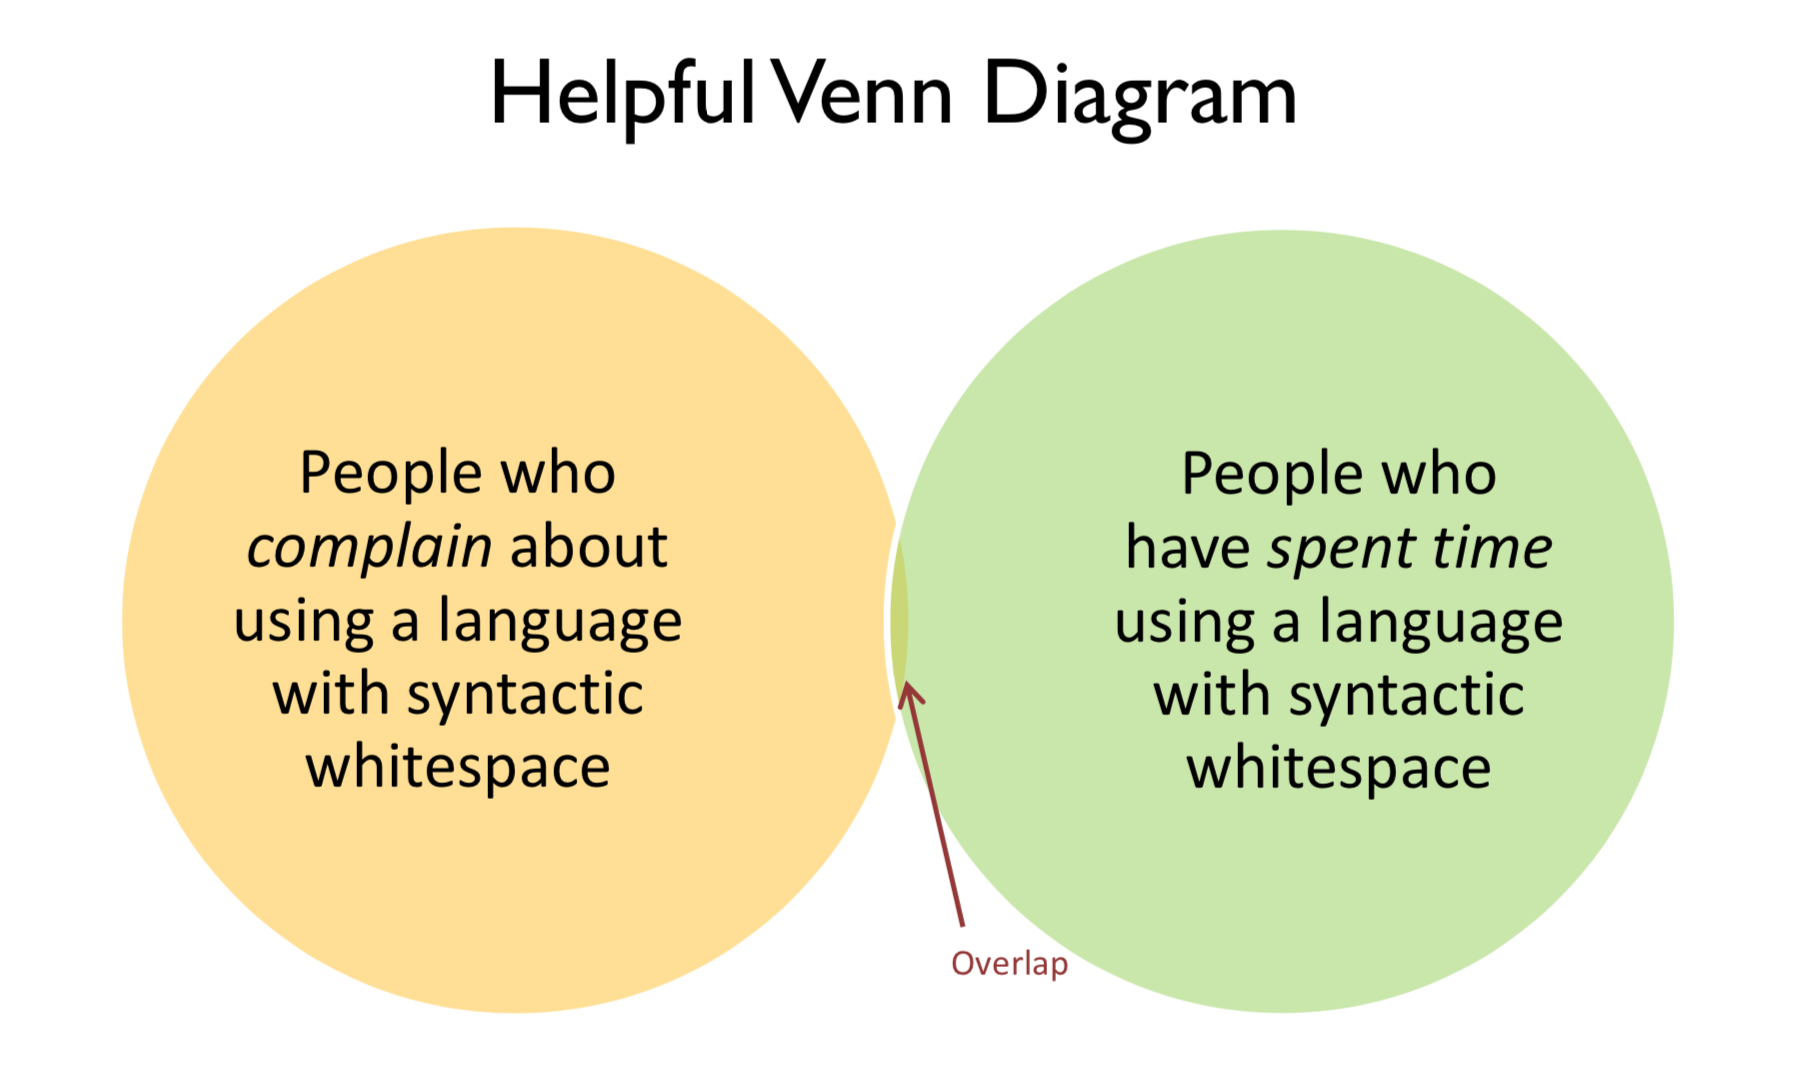 Helpful Venn Diagram
People who
complain about
using a language
with syntactic
whitespace
People who
have spent time
using a language
with syntactic
whitespace
Overlap